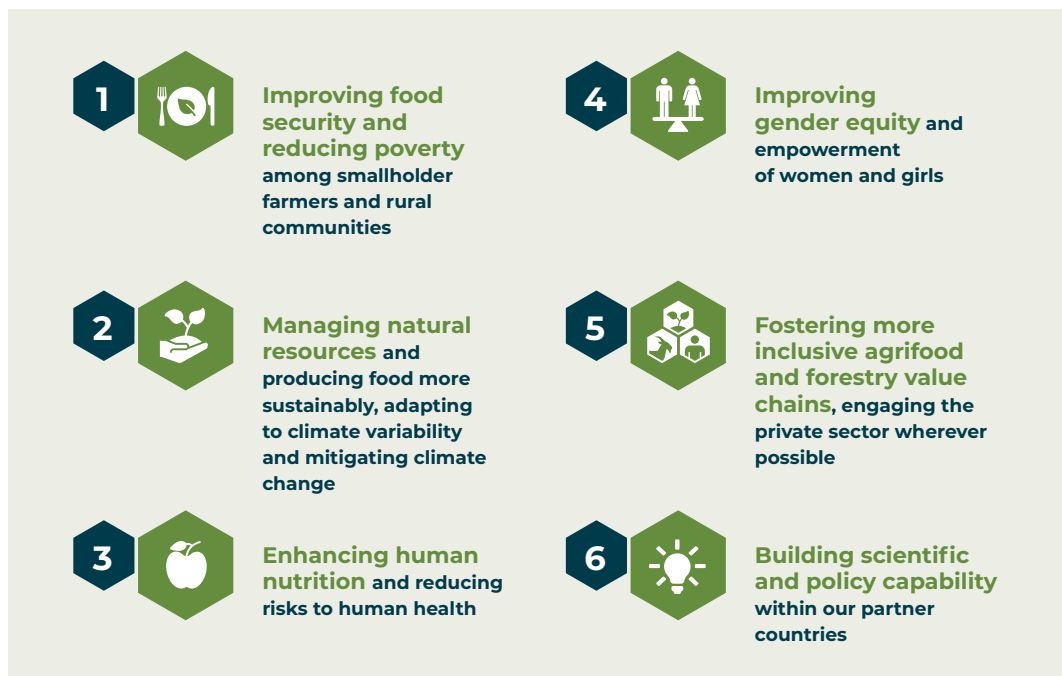 1
Improving food
security and
reducing poverty
among smallholder
farmers and rural
communities
2
Managing natural
resources and
producing food more
sustainably, adapting
to climate variability
and mitigating climate
change
3
Enhancing human
nutrition and reducing
risks to human health
4
Improving
gender equity and
empowerment
of women and girls
5
Fostering more
inclusive agrifood
and forestry value
chains, engaging the
private sector wherever
possible
6
Building scientific
and policy capability
within our partner
countries